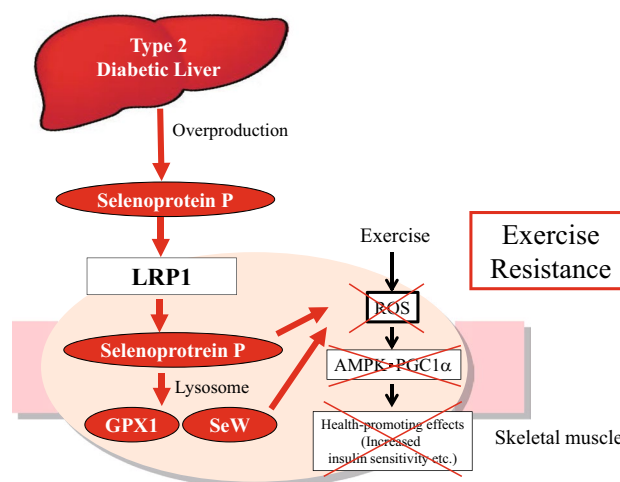 Type 2
Diabetic Liver
Overproduction
Selenoprotein P
LRP1
Selenoprotrein P
Lysosome
GPX1
SeW
Exercise
ROS
AMPK・PGC1α
Health-promoting effects
(Increased
insulin sensitivity etc.)
Exercise
Resistance
Skeletal muscle